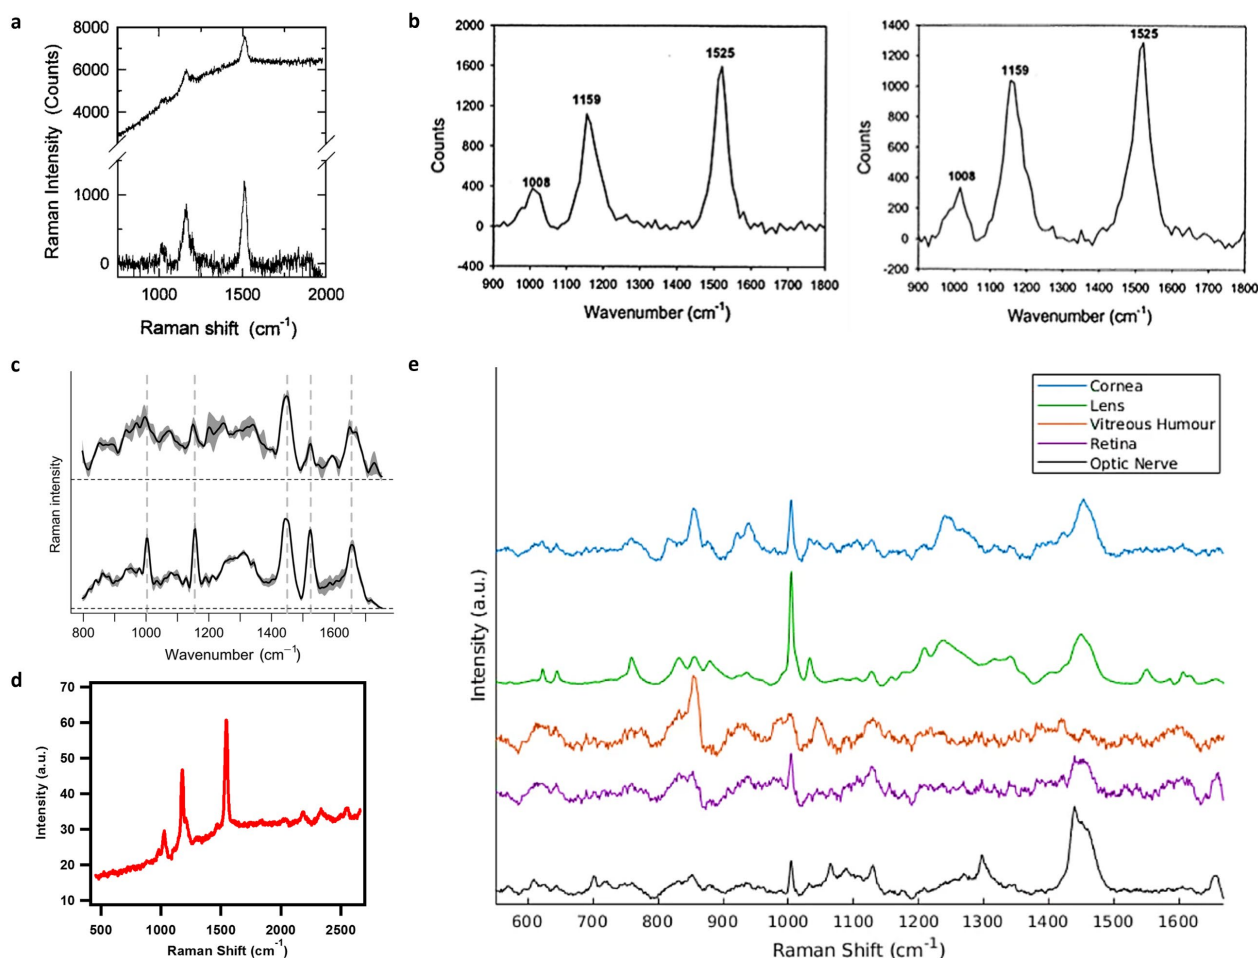 a
8000
6000
4000
1000
0
Raman Intensity (Counts)
1000 1500 2000
Raman shift (cm-1)
b
2000
1600
1200
800
400
0
-400
Counts
1008
1159
1525
900 1000 1100 1200 1300 1400 1500 1600 1700 1800
Wavenumber (cm-1)
1400
1200
1000
800
600
400
200
0
-200
Counts
1008
1159
1525
900 1000 1100 1200 1300 1400 1500 1600 1700 1800
Wavenumber (cm-1)
c
Raman intensity
800 1000 1200 1400 1600
Wavenumber (cm−1)
d
70
60
50
40
30
20
10
Intensity (a.u.)
500 1000 1500 2000 2500
Raman Shift (cm-1)
e
Cornea
Lens
Vitreous Humour
Retina
Optic Nerve
Intensity (a.u.)
600 700 800 900 1000 1100 1200 1300 1400 1500 1600
Raman Shift (cm-1)